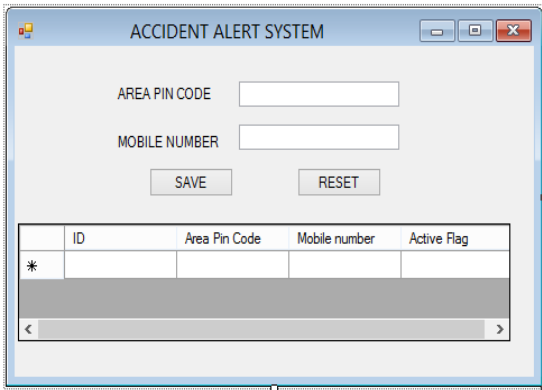 ACCIDENT ALERT SYSTEM
AREA PIN CODE
MOBILE NUMBER
SAVE RESET
ID Area Pin Code Mobile number Active Flag